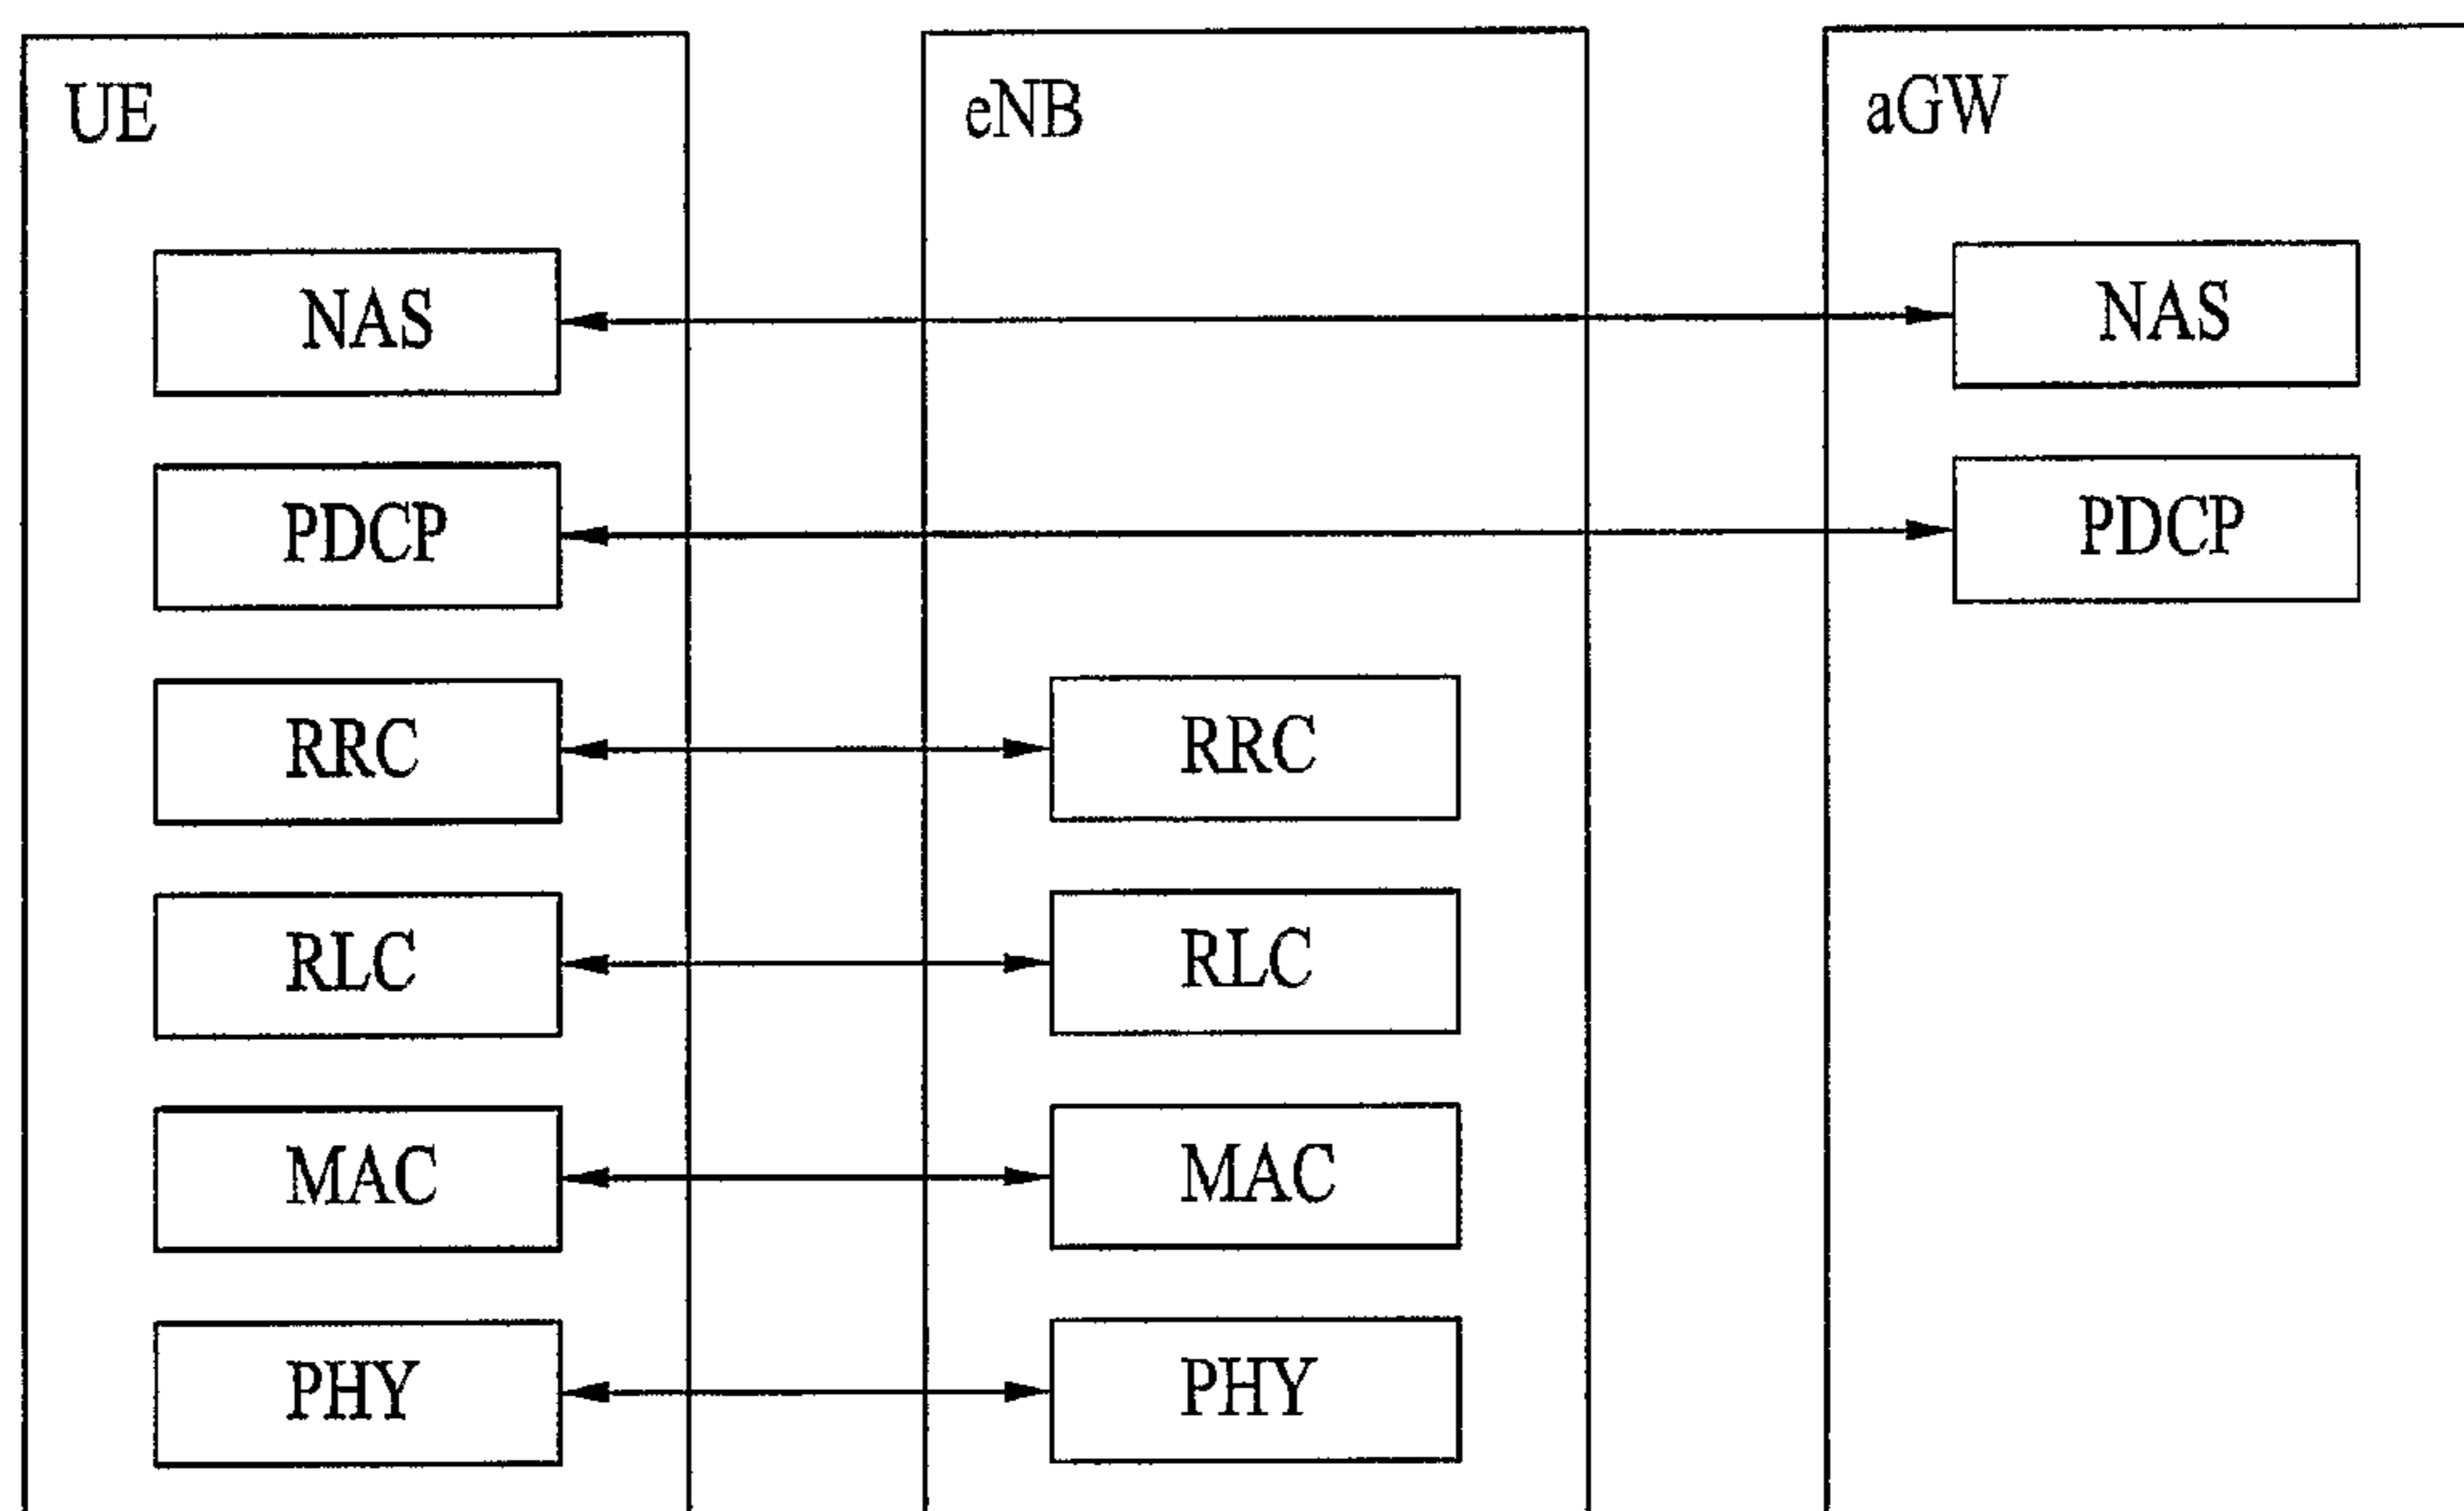 UE
eNB
aGW
NAS
NAS
PDCP
PDCP
RRC
RRC
RLC
RLC
MAC
MAC
PHY
PHY